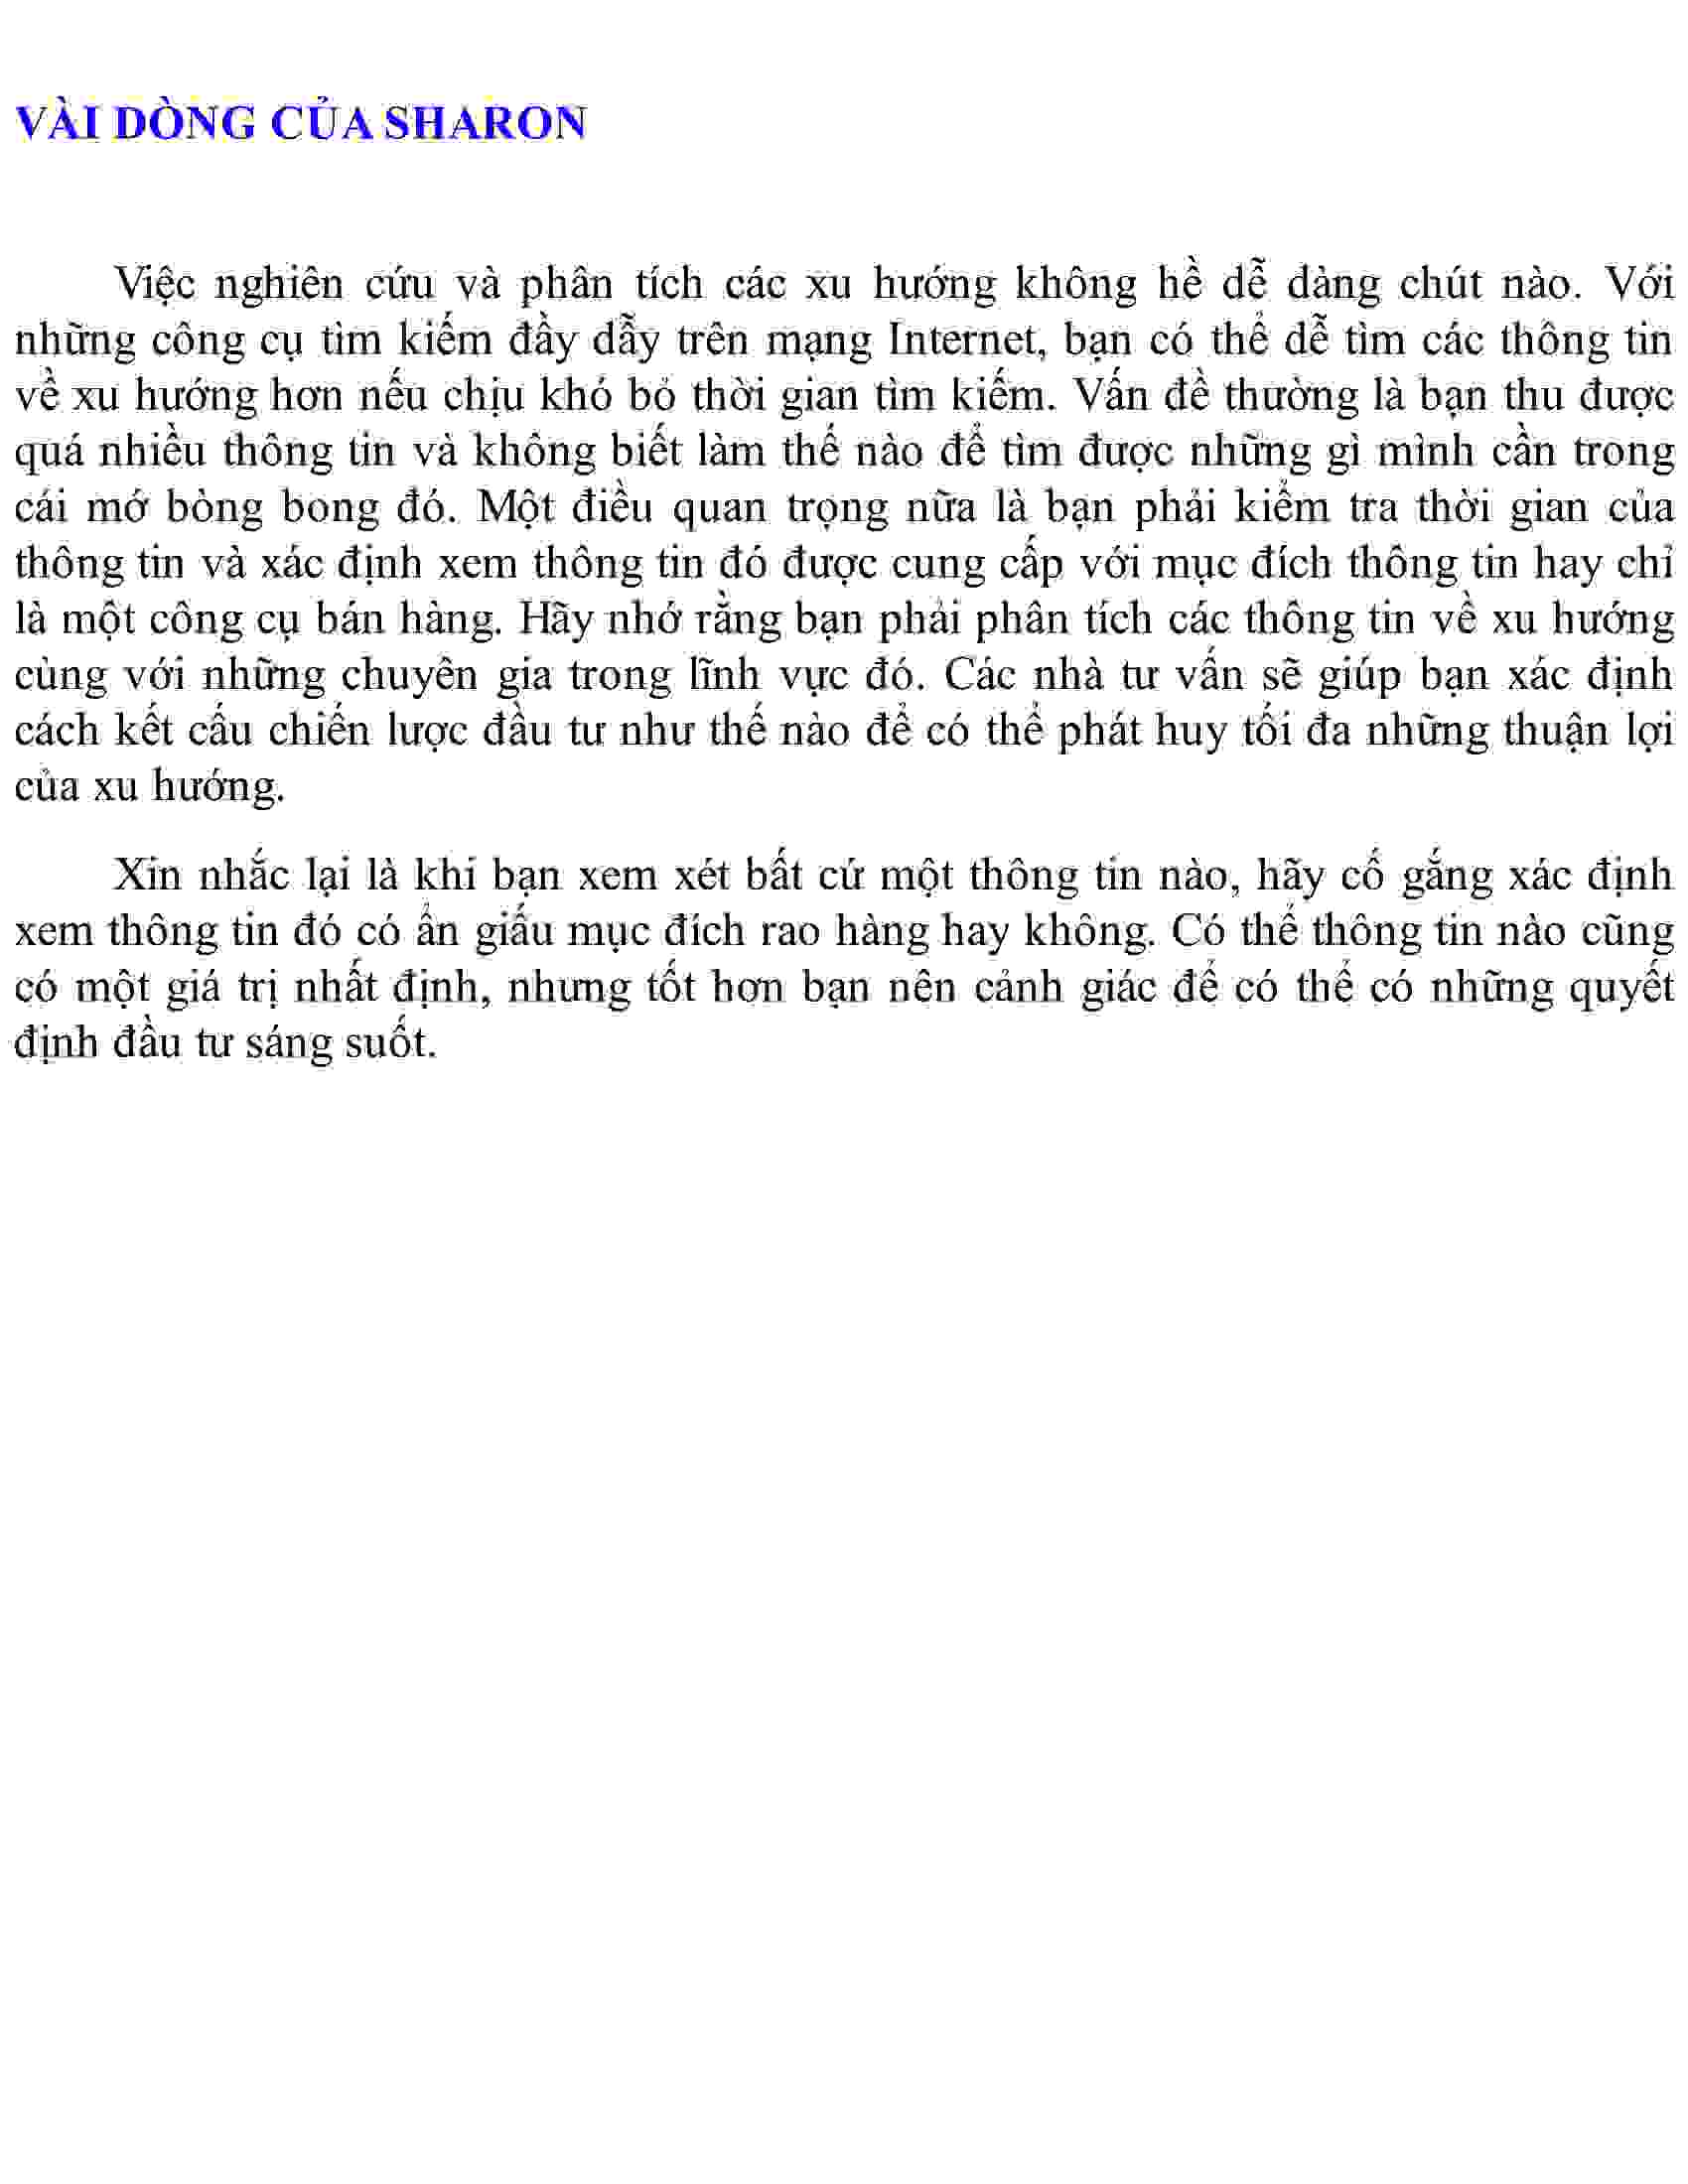 VÀI DÒNG CỦA SHARON
Việc nghiên cứu và phân tích các xu hướng không hề dễ dàng chút nào. Với
những công cụ tìm kiếm đầy dẫy trên mạng Internet, bạn có thể dễ tìm các thông tin
về xu hướng hơn nếu chịu khó bỏ thời gian tìm kiếm. Vấn đề thường là bạn thu được
quá nhiều thông tin và không biết làm thế nào để tìm được những gì mình cần trong
cái mớ bòng bong đó. Một điều quan trọng nữa là bạn phải kiểm tra thời gian của
thông tin và xác định xem thông tin đó được cung cấp với mục đích thông tin hay chỉ
là một công cụ bán hàng. Hãy nhớ rằng bạn phải phân tích các thông tin về xu hướng
cùng với những chuyên gia trong lĩnh vực đó. Các nhà tư vấn sẽ giúp bạn xác định
cách kết cấu chiến lược đầu tư như thế nào để có thể phát huy tối đa những thuận lợi
của xu hướng.
Xin nhắc lại là khi bạn xem xét bất cứ một thông tin nào, hãy cố gắng xác định
xem thông tin đó có ẩn giấu mục đích rao hàng hay không. Có thể thông tin nào cũng
có một giá trị nhất định, nhưng tốt hơn bạn nên cảnh giác để có thể có những quyết
định đầu tư sáng suốt.